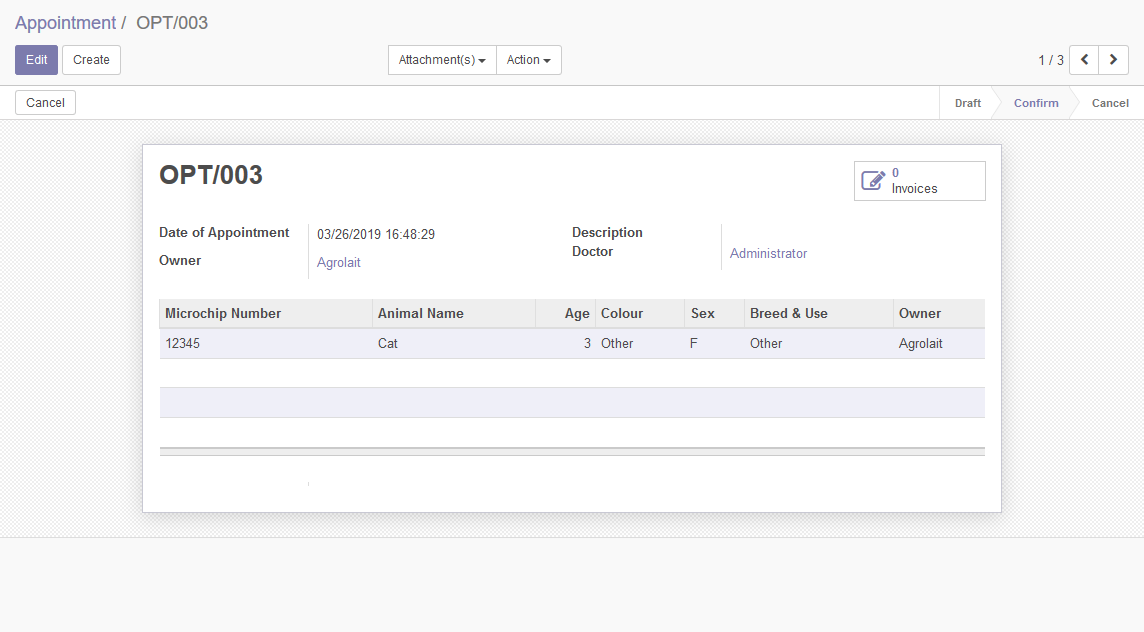 Appointment / OPT/003
Edit Create Attachment(s) Action 1 / 3
Cancel Draft Confirm Cancel
OPT/003
0
Invoices
Date of Appointment 03/26/2019 16:48:29
Owner Agrolait
Description
Doctor Administrator
Microchip Number Animal Name Age Colour Sex Breed & Use Owner
12345 Cat 3 Other F Other Agrolait